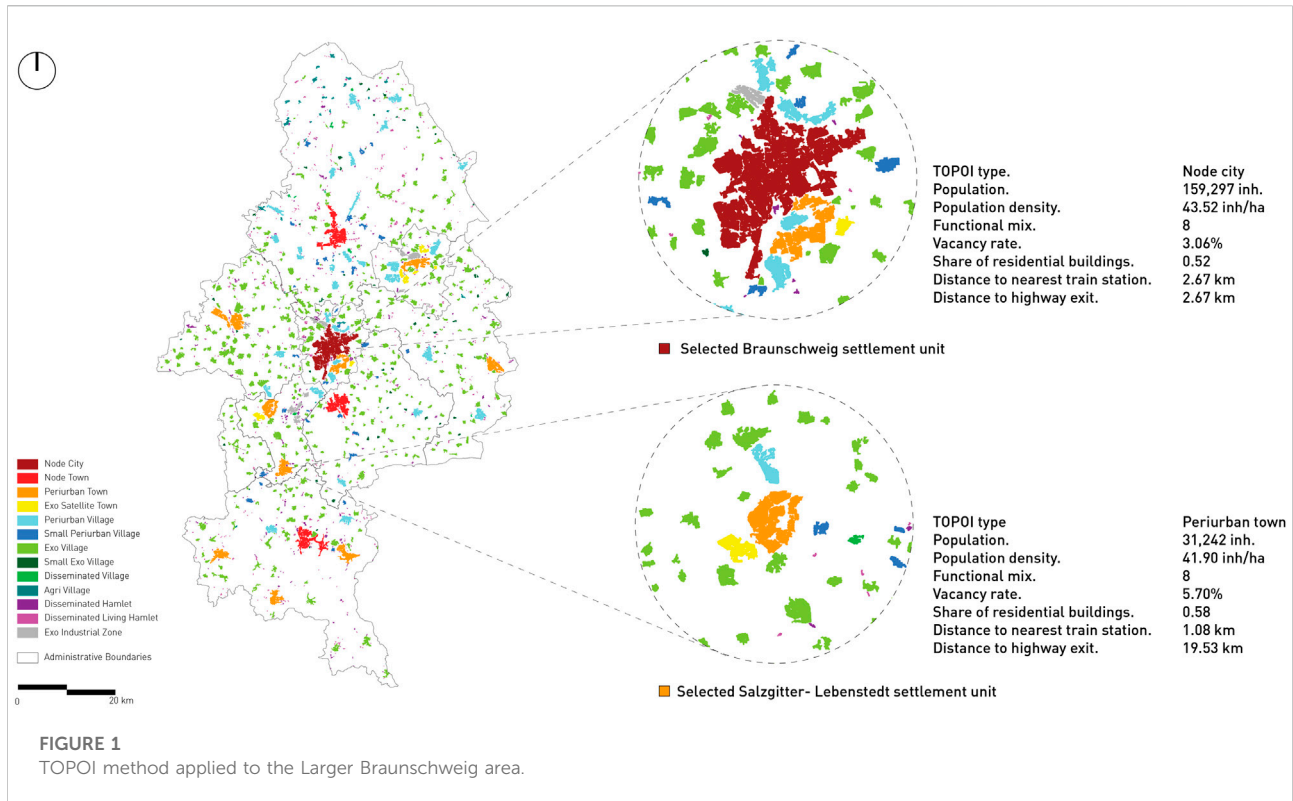 TOPOI type. Node city
Population. 159,297 inh.
Population density. 43.52 inh/ha
Functional mix. 8
Vacancy rate. 3.06%
Share of residential buildings. 0.52
Distance to nearest train station. 2.67 km
Distance to highway exit. 2.67 km
Selected Braunschweig settlement unit
Node City
Node Town
Periurban Town
Exo Satellite Town
Periurban Village
Small Periurban Village
Exo Village
Small Exo Village
Disseminated Village
Agri Village
Disseminated Hamlet
Disseminated Living Hamlet
Exo Industrial Zone
Administrative Boundaries
0 20 km
TOPOI type Periurban town
Population. 31,242 inh.
Population density. 41.90 inh/ha
Functional mix. 8
Vacancy rate. 5.70%
Share of residential buildings. 0.58
Distance to nearest train station. 1.08 km
Distance to highway exit. 19.53 km
Selected Salzgitter- Lebenstedt settlement unit
FIGURE 1
TOPOI method applied to the Larger Braunschweig area.